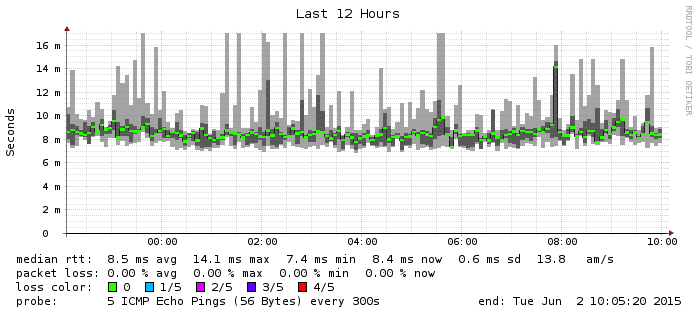 Last 12 Hours
RRDTOOL / TOBI OETIKER
Seconds
16 m
14 m
12 m
10 m
8 m
6 m
4 m
2 m
0
00:00 02:00 04:00 06:00 08:00 10:00
median rtt: 8.5 ms avg 14.1 ms max 7.4 ms min 8.4 ms now 0.6 ms sd 13.8 am/s
packet loss: 0.00 % avg 0.00 % max 0.00 % min 0.00 % now
loss color: 0 1/5 2/5 3/5 4/5
probe: 5 ICMP Echo Pings (56 Bytes) every 300s end: Tue Jun 2 10:05:20 2015